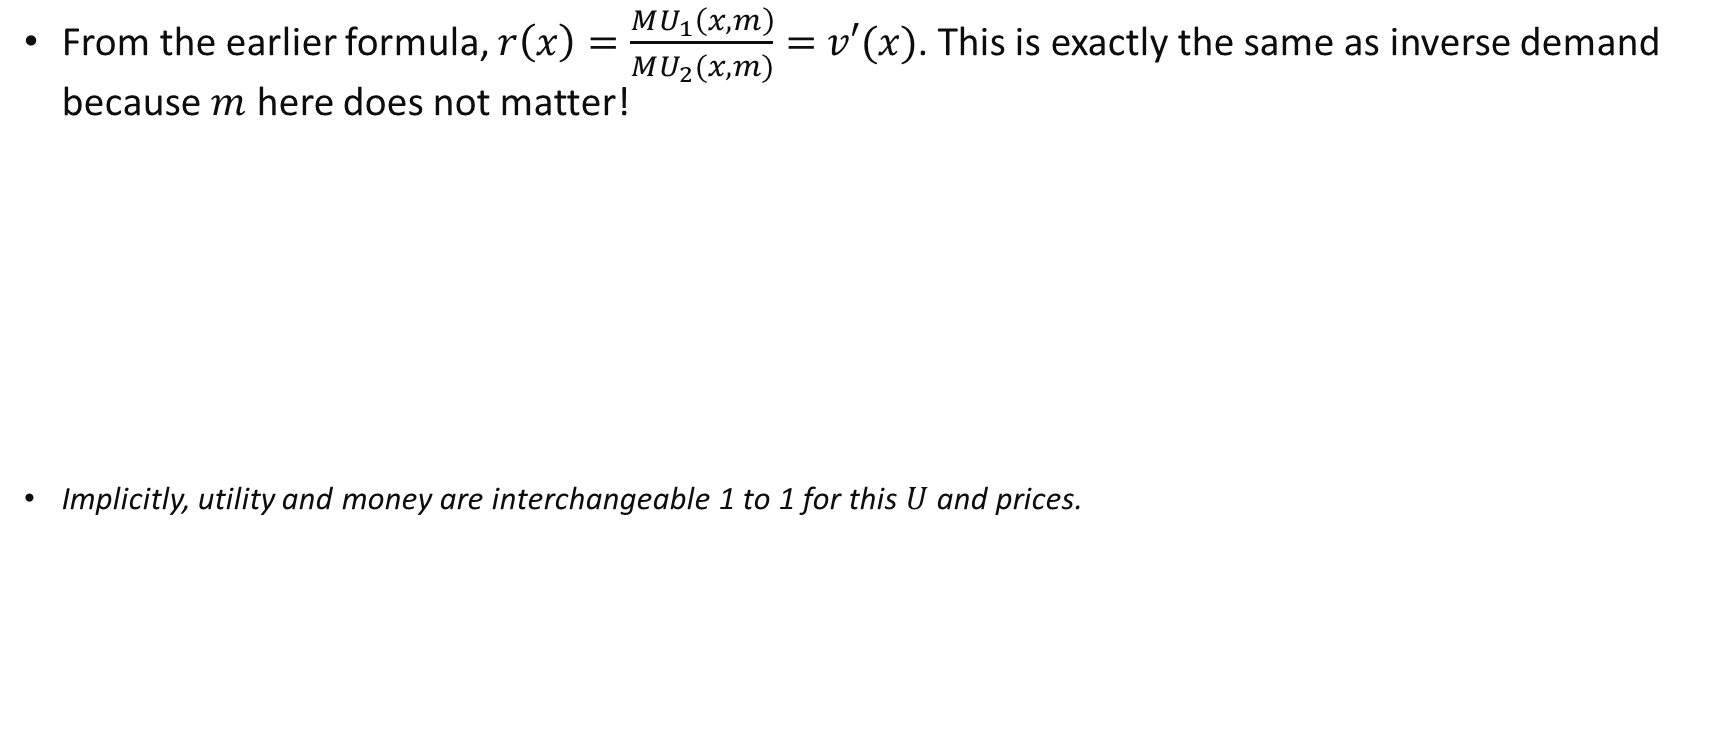 • From the earlier formula, r(x) = MU₁(x,m)/MU₂(x,m) = v′(x). This is exactly the same as inverse demand
because m here does not matter!
• Implicitly, utility and money are interchangeable 1 to 1 for this U and prices.